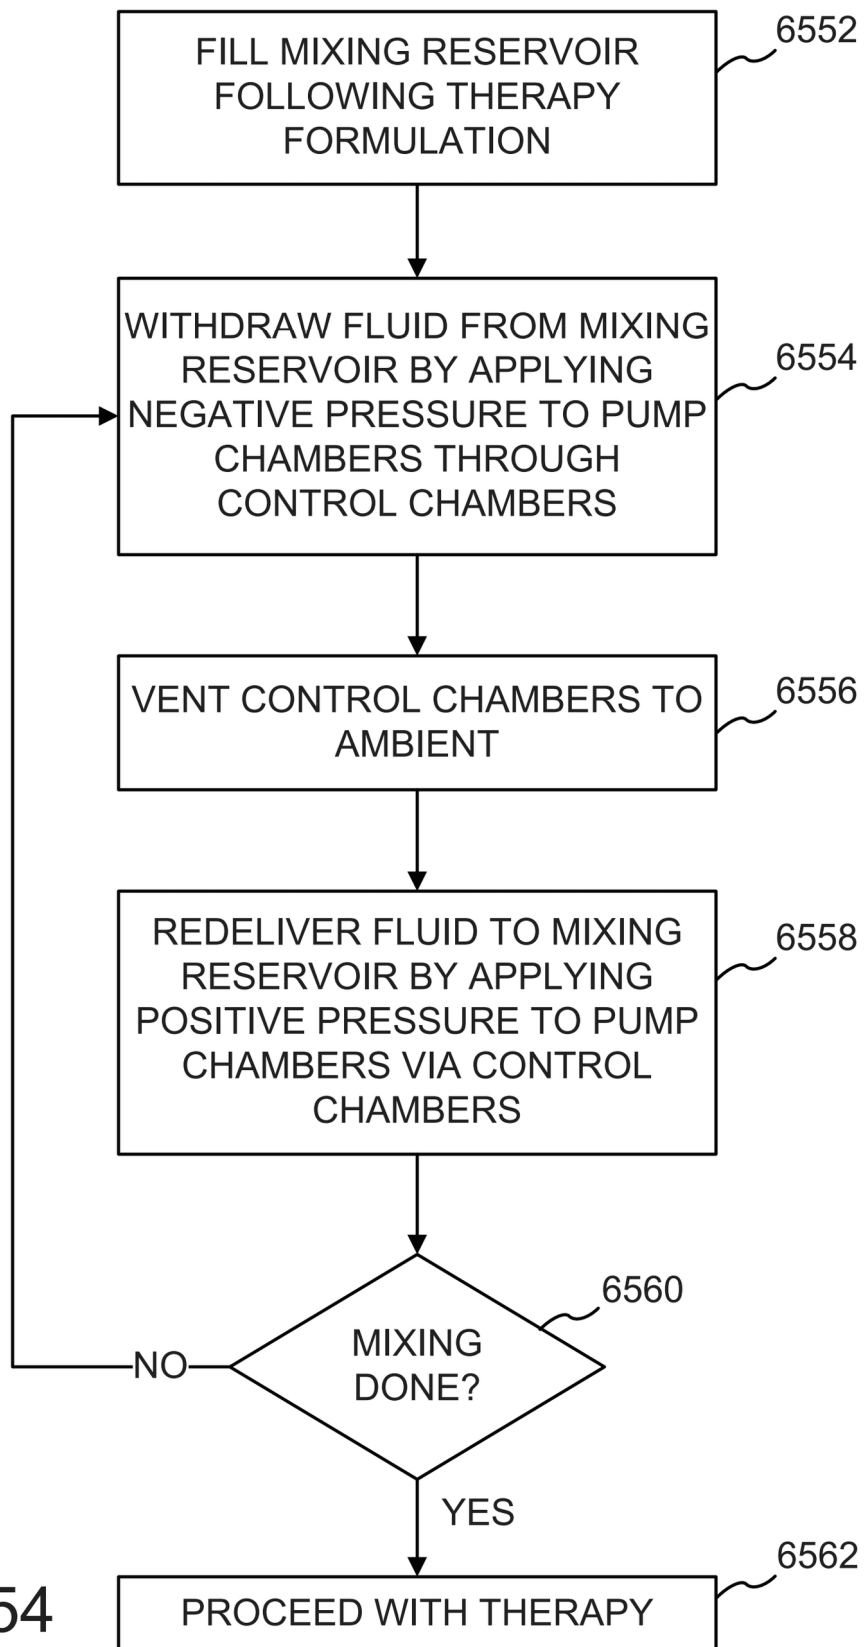 6552
FILL MIXING RESERVOIR
FOLLOWING THERAPY
FORMULATION
WITHDRAW FLUID FROM MIXING
RESERVOIR BY APPLYING
NEGATIVE PRESSURE TO PUMP
CHAMBERS THROUGH
CONTROL CHAMBERS
6554
VENT CONTROL CHAMBERS TO
AMBIENT
6556
REDELIVER FLUID TO MIXING
RESERVOIR BY APPLYING
POSITIVE PRESSURE TO PUMP
CHAMBERS VIA CONTROL
CHAMBERS
6558
6560
MIXING
DONE?
NO
YES
6562
PROCEED WITH THERAPY
54